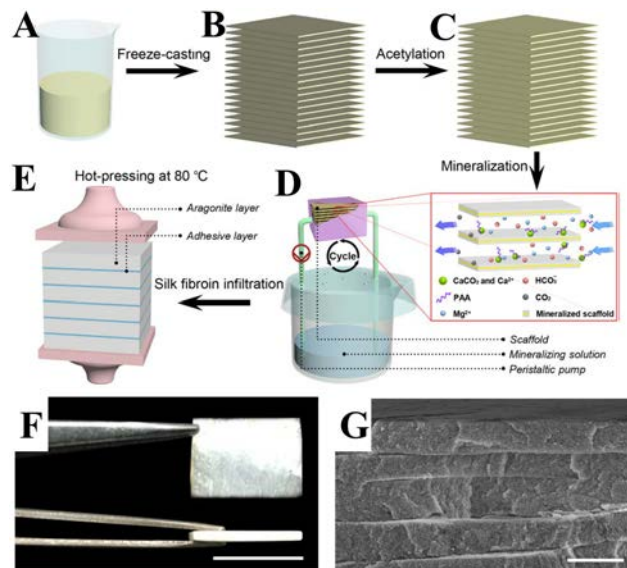 A
Freeze-casting
B
Acetylation
C
Mineralization
E
Hot-pressing at 80 °C
Aragonite layer
Adhesive layer
Silk fibroin infiltration
D
Cycle
CaCO₃ and Ca²⁺
HCO₃⁻
PAA
CO₂
Mg²⁺
Mineralized scaffold
Scaffold
Mineralizing solution
Peristaltic pump
F
G